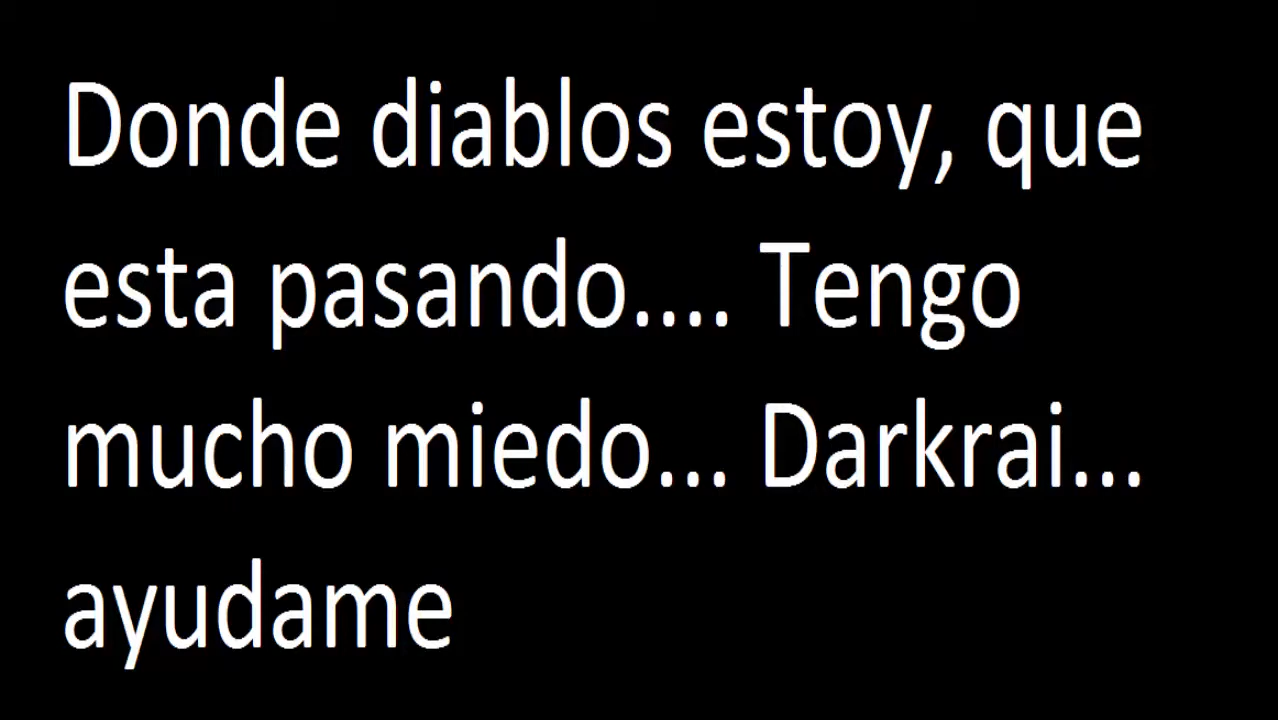 Donde diablos estoy, que
esta pasando.... Tengo
mucho miedo... Darkrai...
ayudame